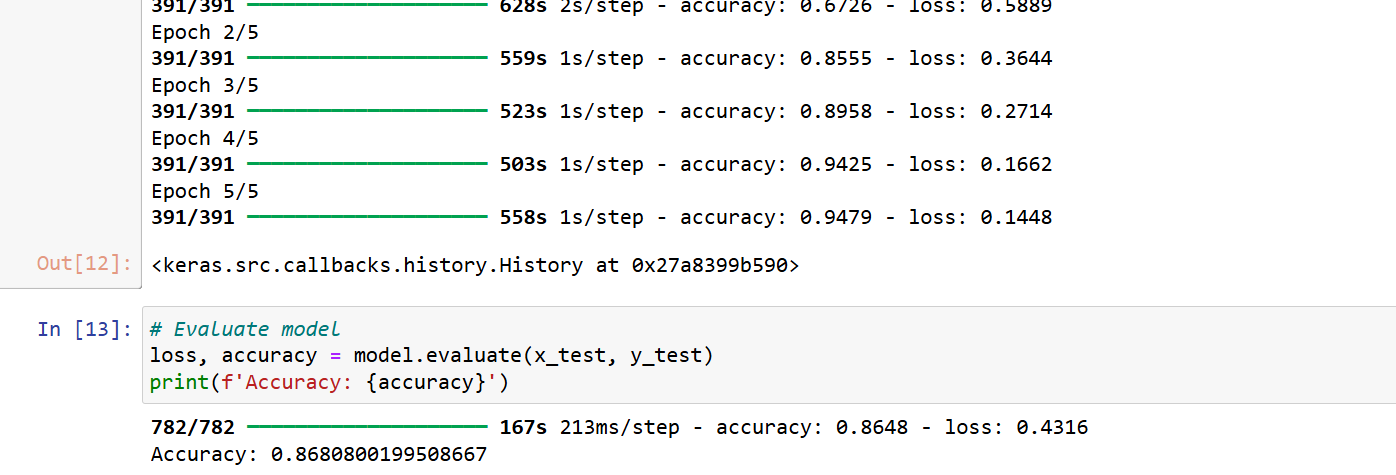 391/391 ━━━━━━━━━━━━━━━━━━━━ 628s 2s/step - accuracy: 0.6726 - loss: 0.5889
Epoch 2/5
391/391 ━━━━━━━━━━━━━━━━━━━━ 559s 1s/step - accuracy: 0.8555 - loss: 0.3644
Epoch 3/5
391/391 ━━━━━━━━━━━━━━━━━━━━ 523s 1s/step - accuracy: 0.8958 - loss: 0.2714
Epoch 4/5
391/391 ━━━━━━━━━━━━━━━━━━━━ 503s 1s/step - accuracy: 0.9425 - loss: 0.1662
Epoch 5/5
391/391 ━━━━━━━━━━━━━━━━━━━━ 558s 1s/step - accuracy: 0.9479 - loss: 0.1448
Out[12]: <keras.src.callbacks.history.History at 0x27a8399b590>
In [13]: # Evaluate model
loss, accuracy = model.evaluate(x_test, y_test)
print(f'Accuracy: {accuracy}')
782/782 ━━━━━━━━━━━━━━━━━━━━ 167s 213ms/step - accuracy: 0.8648 - loss: 0.4316
Accuracy: 0.8680800199508667